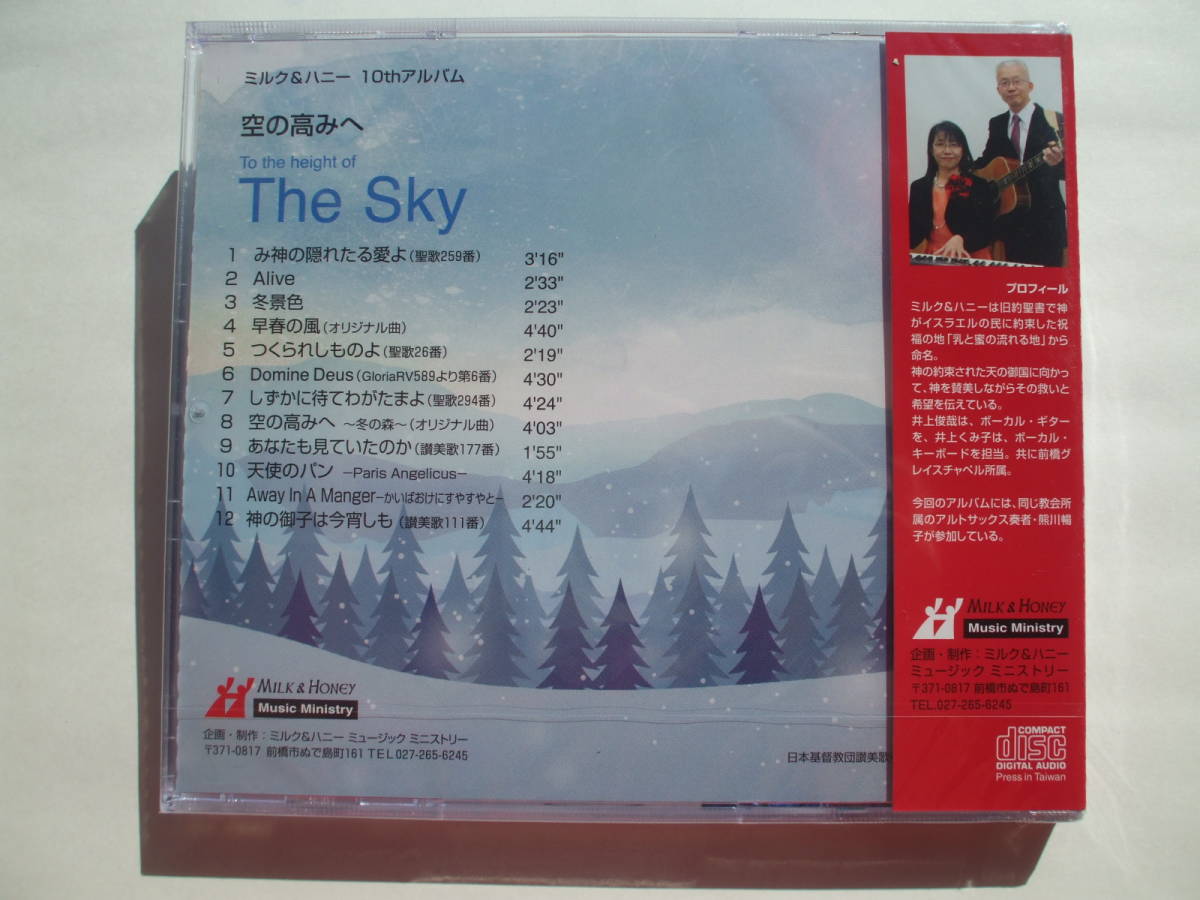 ミルク&ハニー 10thアルバム
空の高みへ
To the height of
The Sky
1 み神の隠れたる愛よ(聖歌259番) 3'16"
2 Alive 2'33"
3 冬景色 2'23"
4 早春の風(オリジナル曲) 4'40"
5 つくられしものよ(聖歌26番) 2'19"
6 Domine Deus(GloriaRV589より第6番) 4'30"
7 しずかに待てわがたまよ(聖歌294番) 4'24"
8 空の高みへ ~冬の森~(オリジナル曲) 4'03"
9 あなたも見ていたのか(讃美歌177番) 1'55"
10 天使のパン -Paris Angelicus- 4'18"
11 Away In A Manger-かいばおけにすやすやと- 2'20"
12 神の御子は今宵しも(讃美歌111番) 4'44"
MILK & HONEY
Music Ministry
企画・制作:ミルク&ハニー ミュージック ミニストリー
〒371-0817 前橋市ぬで島町161 TEL027-265-6245
日本基督教団讃美歌
プロフィール
ミルク&ハニーは旧約聖書で神
がイスラエルの民に約束した祝
福の地「乳と蜜の流れる地」から
命名。
神の約束された天の御国に向かっ
て、神を賛美しながらその救いと
希望を伝えている。
井上俊哉は、ボーカル・ギター
を、井上くみ子は、ボーカル・
キーボードを担当。共に前橋グ
レイスチャペル所属。
今回のアルバムには、同じ教会所
属のアルトサックス奏者・熊川暢
子が参加している。
MILK & HONEY
Music Ministry
企画・制作:ミルク&ハニー
ミュージック ミニストリー
〒371-0817 前橋市ぬで島町161
TEL.027-265-6245
COMPACT
disc
DIGITAL AUDIO
Press in Taiwan